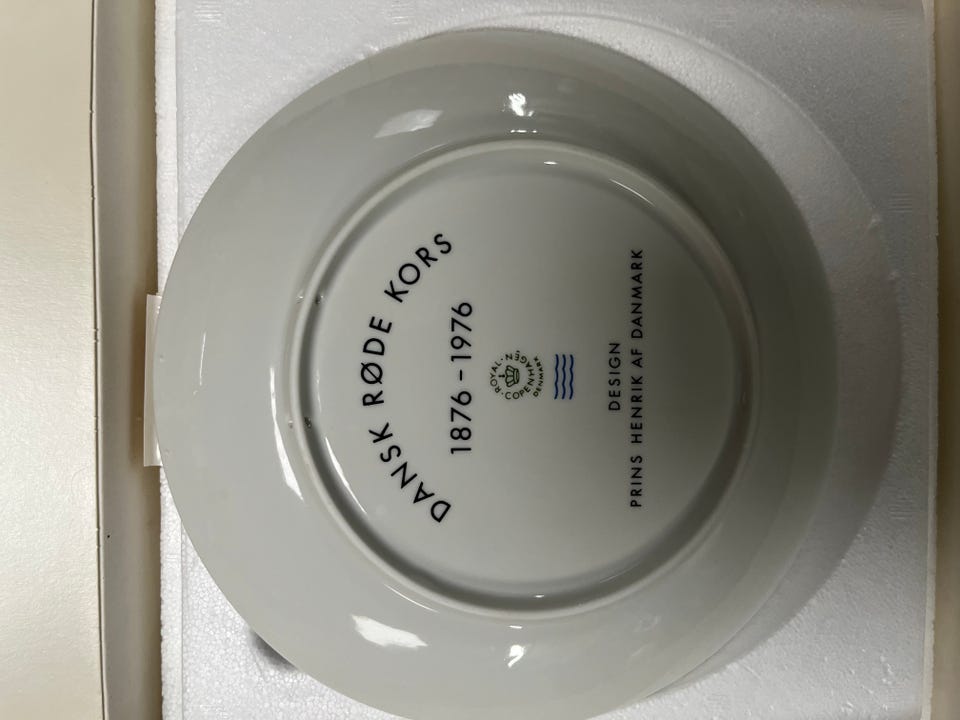 DANSK RØDE KORS
1876-1976
ROYAL COPENHAGEN
DENMARK
DESIGN
PRINS HENRIK AF DANMARK